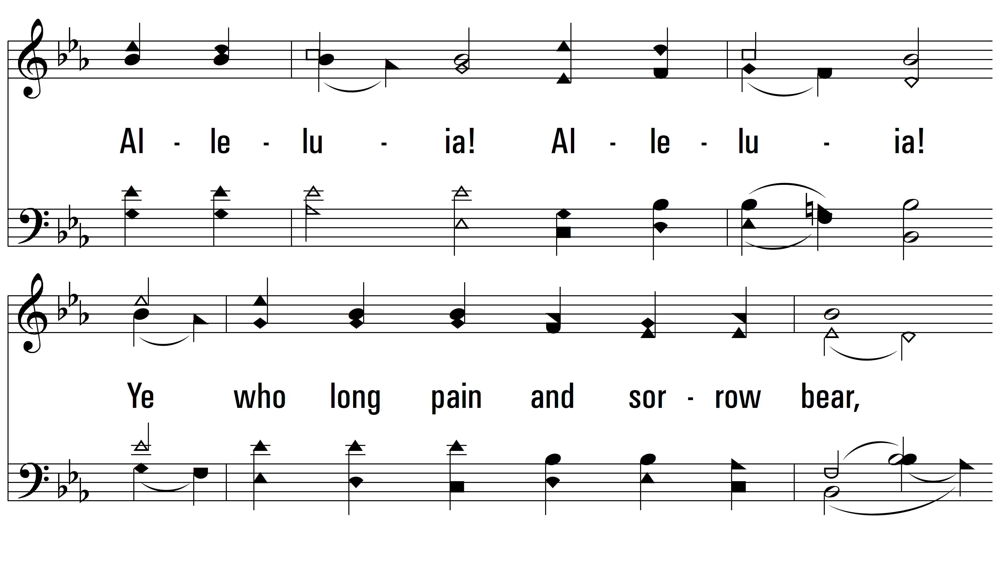 Al - le - lu - ia! Al - le - lu - ia!
Ye who long pain and sor - row bear,